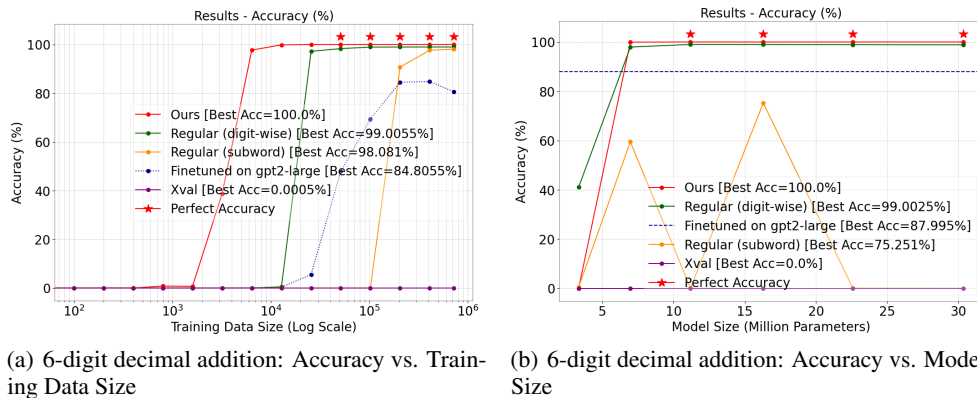 Results - Accuracy (%)
100
80
60
40
20
0
Accuracy (%)
Ours [Best Acc=100.0%]
Regular (digit-wise) [Best Acc=99.0055%]
Regular (subword) [Best Acc=98.081%]
Finetuned on gpt2-large [Best Acc=84.8055%]
Xval [Best Acc=0.0005%]
Perfect Accuracy
10² 10³ 10⁴ 10⁵ 10⁶
Training Data Size (Log Scale)
(a) 6-digit decimal addition: Accuracy vs. Train-
ing Data Size
Results - Accuracy (%)
100
80
60
40
20
0
Accuracy (%)
Ours [Best Acc=100.0%]
Regular (digit-wise) [Best Acc=99.0025%]
Finetuned on gpt2-large [Best Acc=87.995%]
Regular (subword) [Best Acc=75.251%]
Xval [Best Acc=0.0%]
Perfect Accuracy
5 10 15 20 25 30
Model Size (Million Parameters)
(b) 6-digit decimal addition: Accuracy vs. Mode
Size